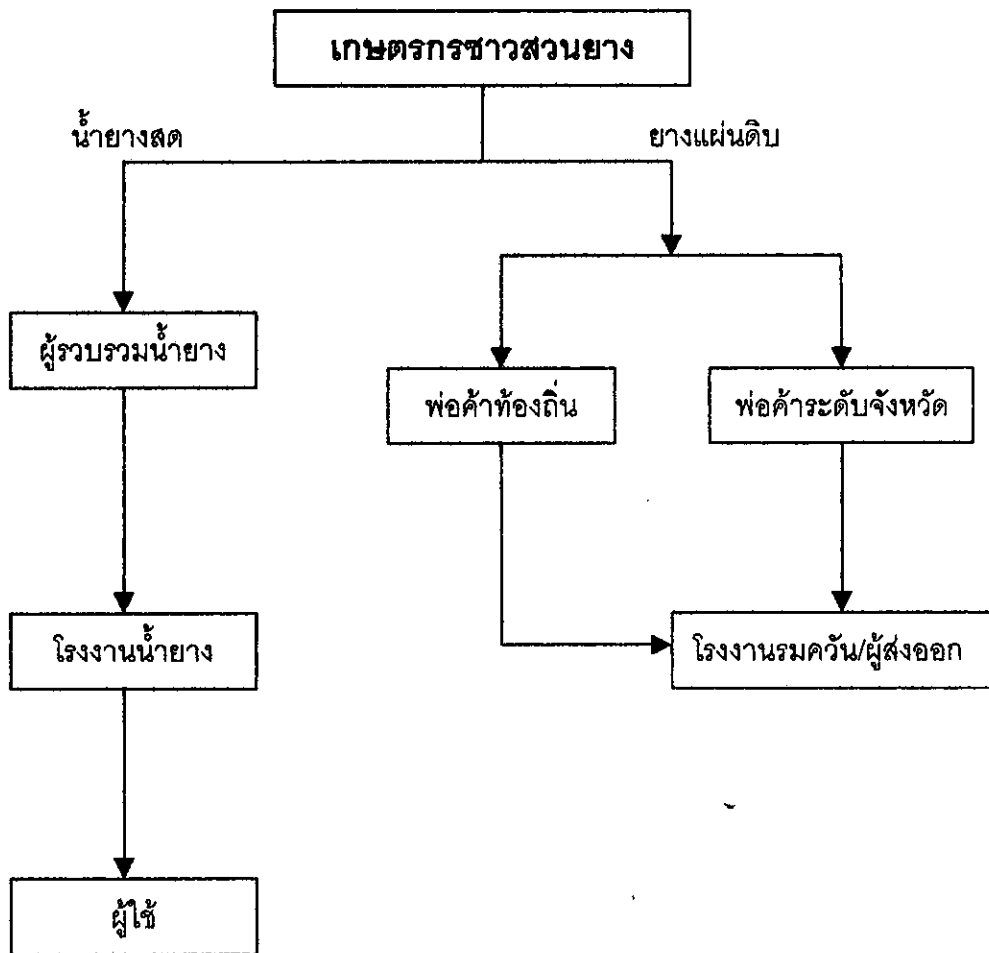 เกษตรกรชาวสวนยาง
น้ำยางสด
ยางแผ่นดิบ
ผู้รวบรวมน้ำยาง
พ่อค้าท้องถิ่น
พ่อค้าระดับจังหวัด
โรงงานน้ำยาง
โรงงานรมควัน/ผู้ส่งออก
ผู้ใช้